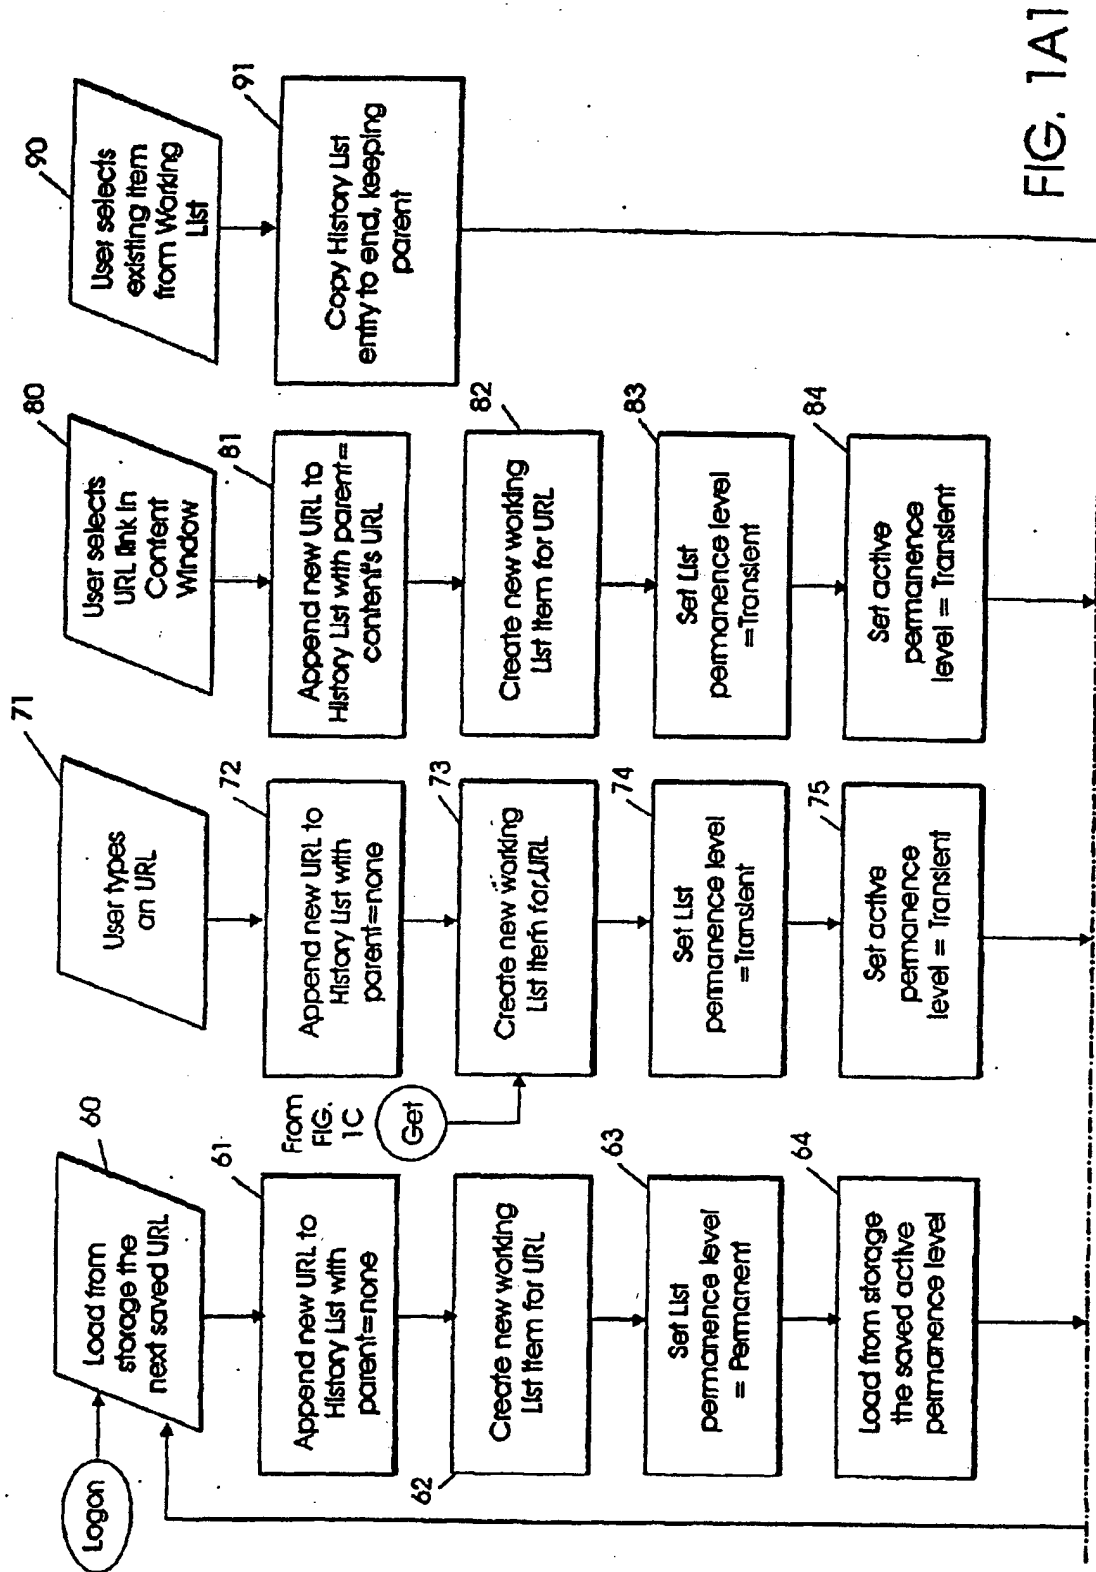 Logon
60
Load from
storage the
next saved URL
61
Append new URL to
History List with
parent=none
62
Create new working
List Item for URL
63
Set List
permanence level
= Permanent
64
Load from storage
the saved active
permanence level
71
User types
an URL
72
Append new URL to
History List with
parent=none
From
FIG.
1C
Get
73
Create new working
List Item for URL
74
Set List
permanence level
=Transient
75
Set active
permanence
level = Transient
80
User selects
URL link in
Content
Window
81
Append new URL to
History List with parent=
content's URL
82
Create new working
List Item for URL
83
Set List
permanence level
=Transient
84
Set active
permanence
level = Transient
90
User selects
existing item
from Working
List
91
Copy History List
entry to end, keeping
parent
FIG. 1A1